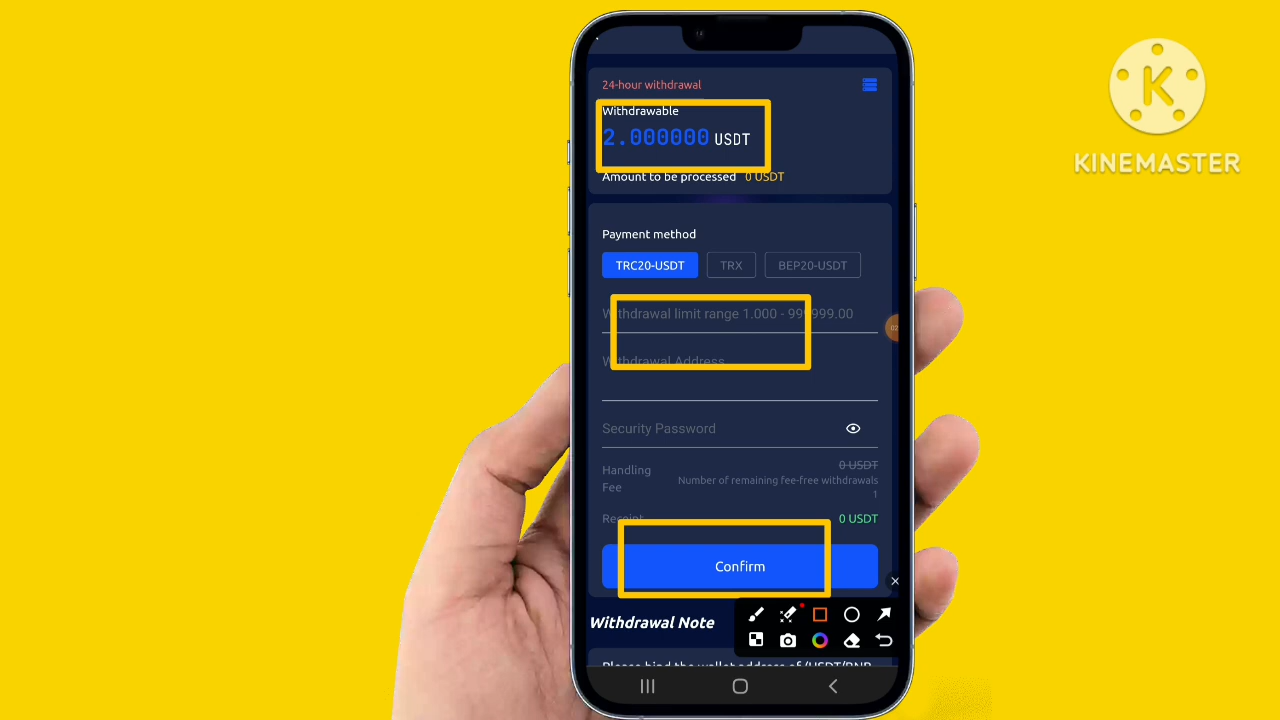 24-hour withdrawal
Withdrawable
2.000000 USDT
Amount to be processed 0 USDT
Payment method
TRC20-USDT TRX BEP20-USDT
Withdrawal limit range 1.000 - 999999.00
Withdrawal Address
Security Password
Handling Fee
0 USDT
Number of remaining fee-free withdrawals
1
Receipt 0 USDT
Confirm
Withdrawal Note
Please bind the wallet address of (USDT/BNB
K
KINEMASTER